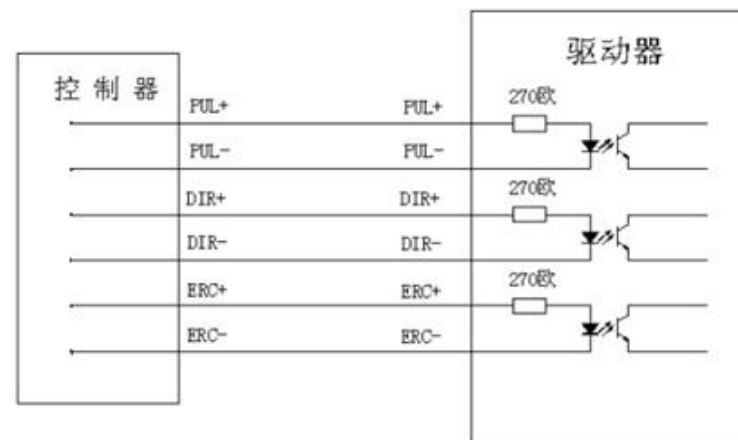 驱动器
控制器
270欧
PUL+ PUL+
PUL- PUL-
270欧
DIR+ DIR+
DIR- DIR-
270欧
ERC+ ERC+
ERC- ERC-